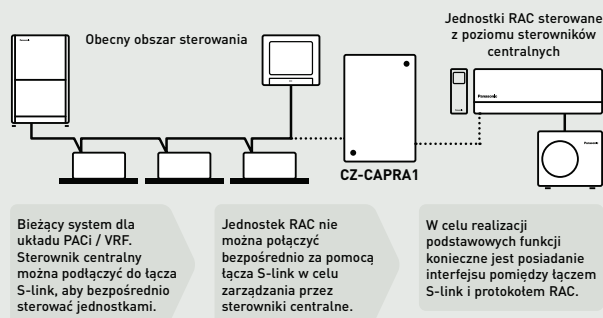 Jednostki RAC sterowane
z poziomu sterowników
centralnych
Obecny obszar sterowania
Panasonic
CZ-CAPRA1
Bieżący system dla
układu PACi / VRF.
Sterownik centralny
można podłączyć do łącza
S-link, aby bezpośrednio
sterować jednostkami.
Jednostek RAC nie
można połączyć
bezpośrednio za pomocą
łącza S-link w celu
zarządzania przez
sterowniki centralne.
W celu realizacji
podstawowych funkcji
konieczne jest posiadanie
interfejsu pomiędzy łączem
S-link i protokołem RAC.